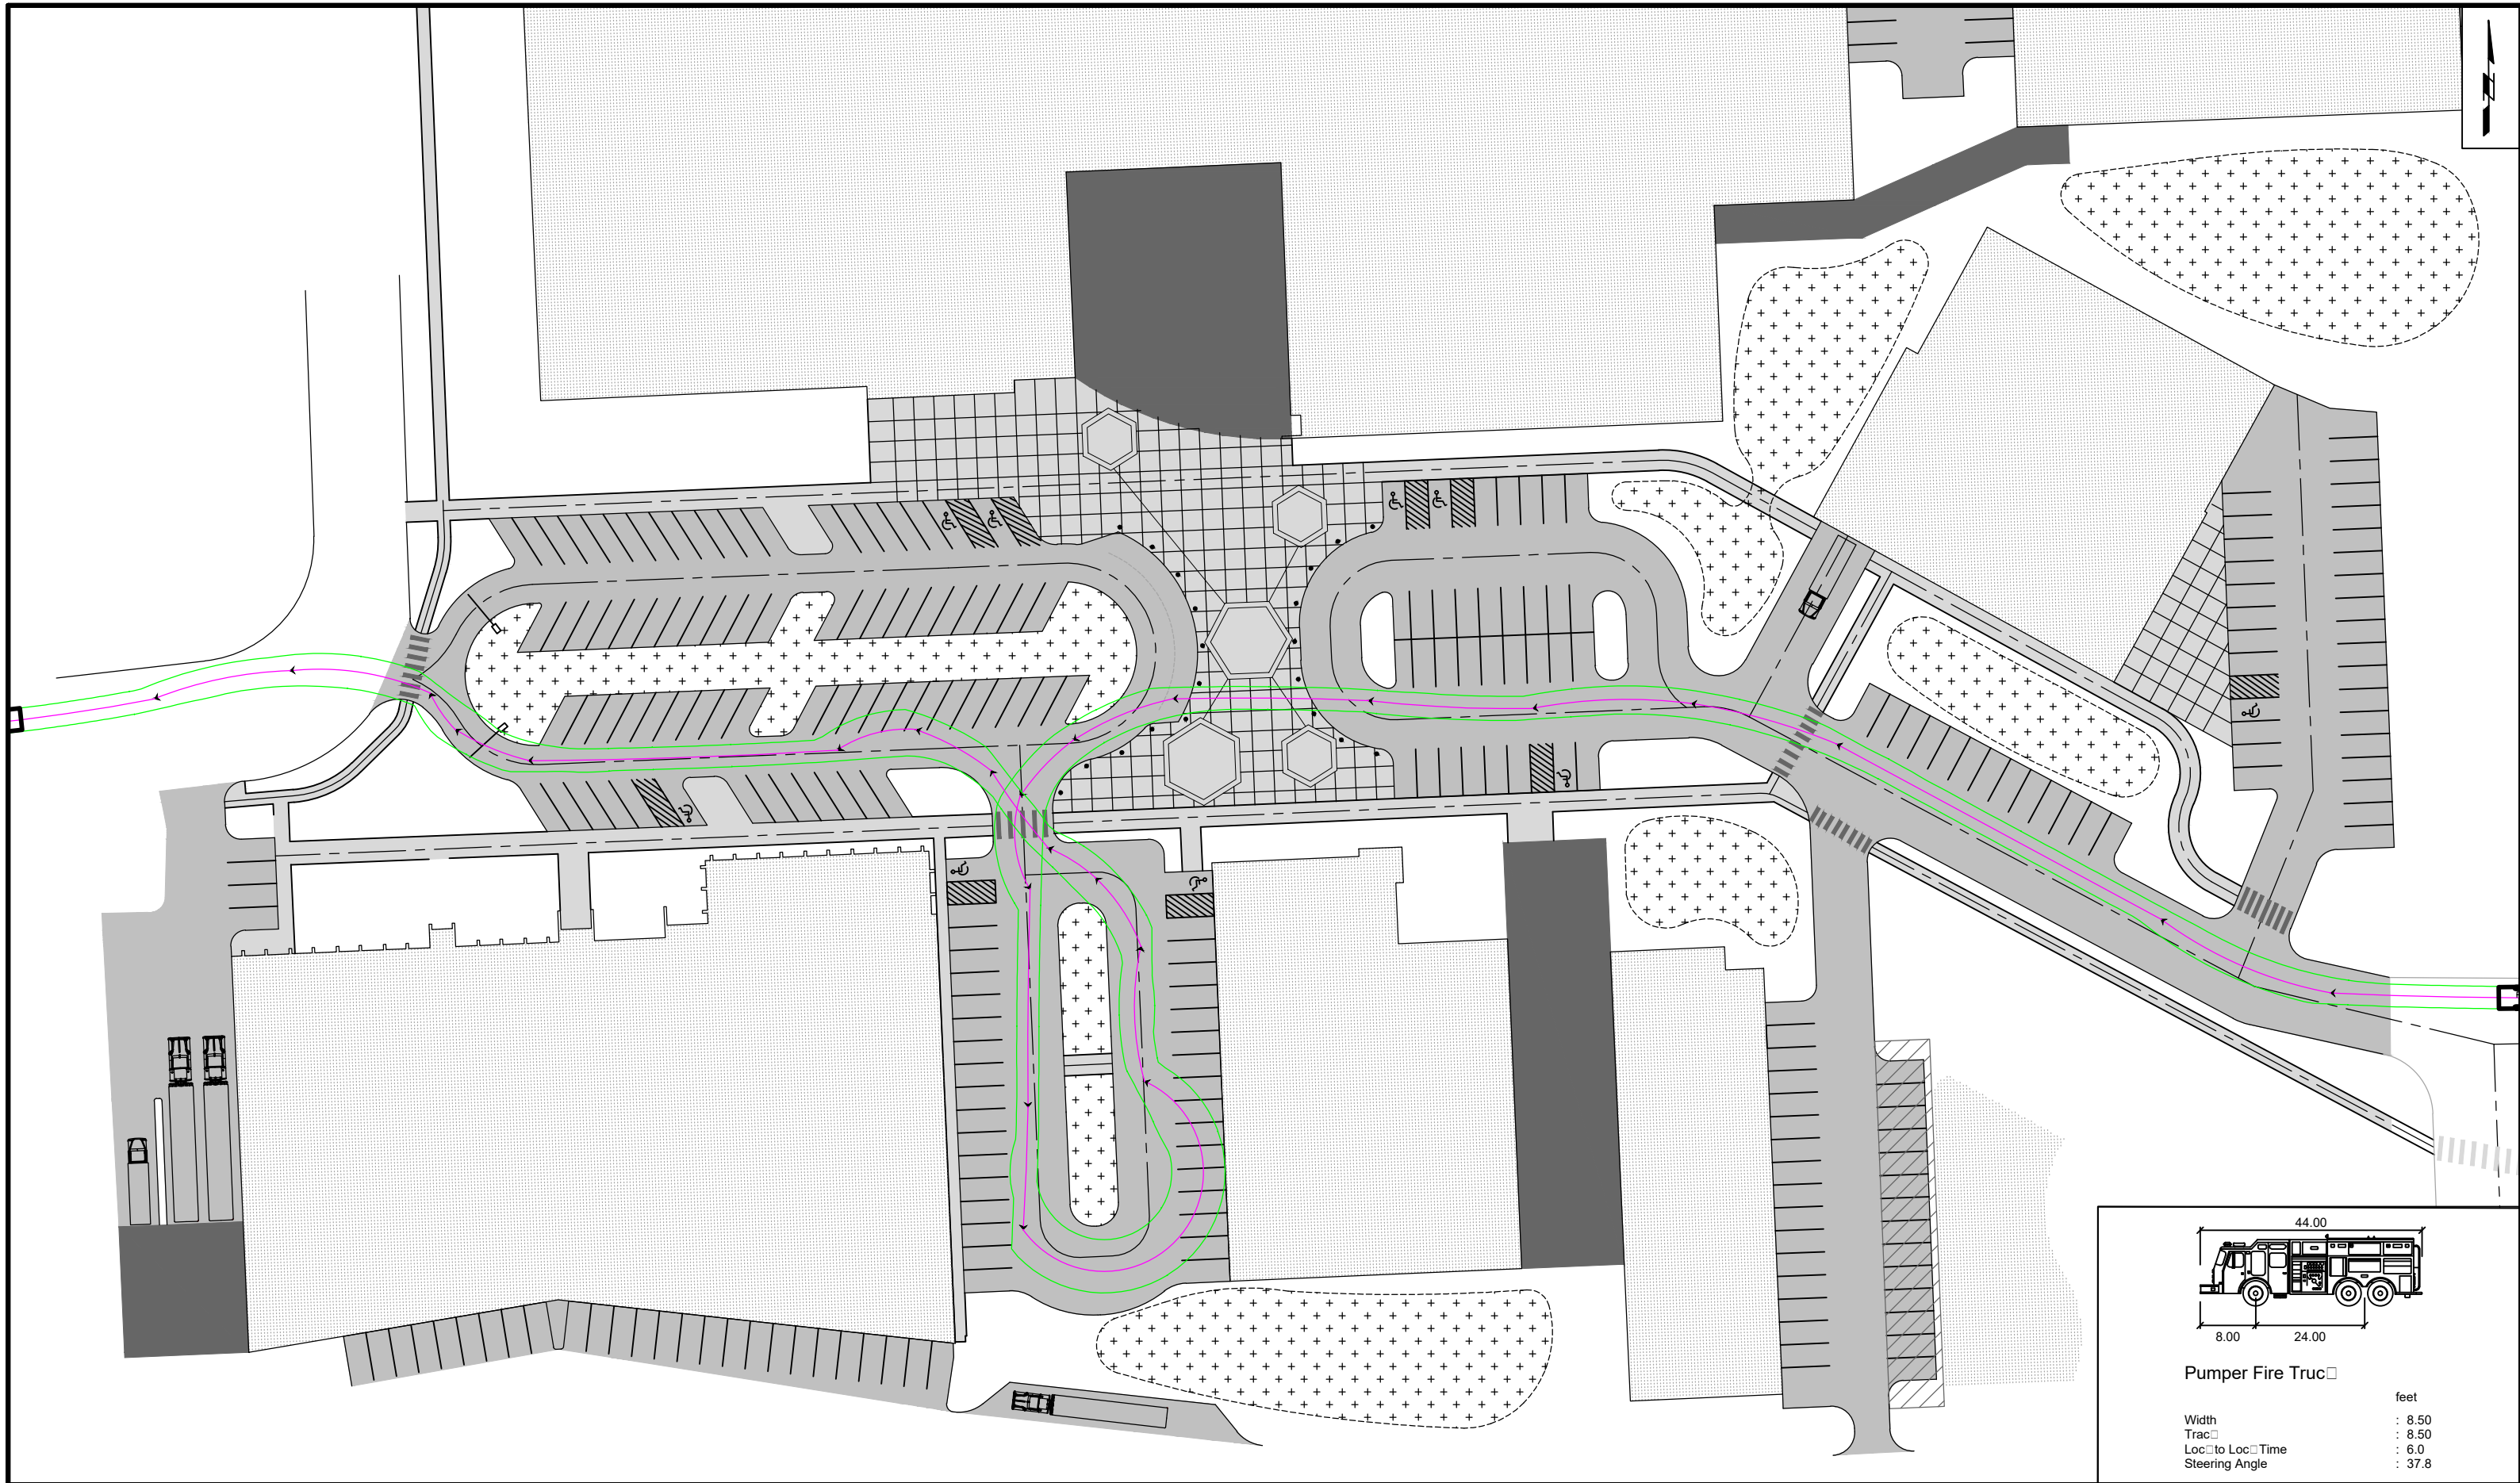 44.00
8.00 24.00
Pumper Fire Truc□
feet
Width : 8.50
Trac□ : 8.50
Loc□to Loc□Time : 6.0
Steering Angle : 37.8